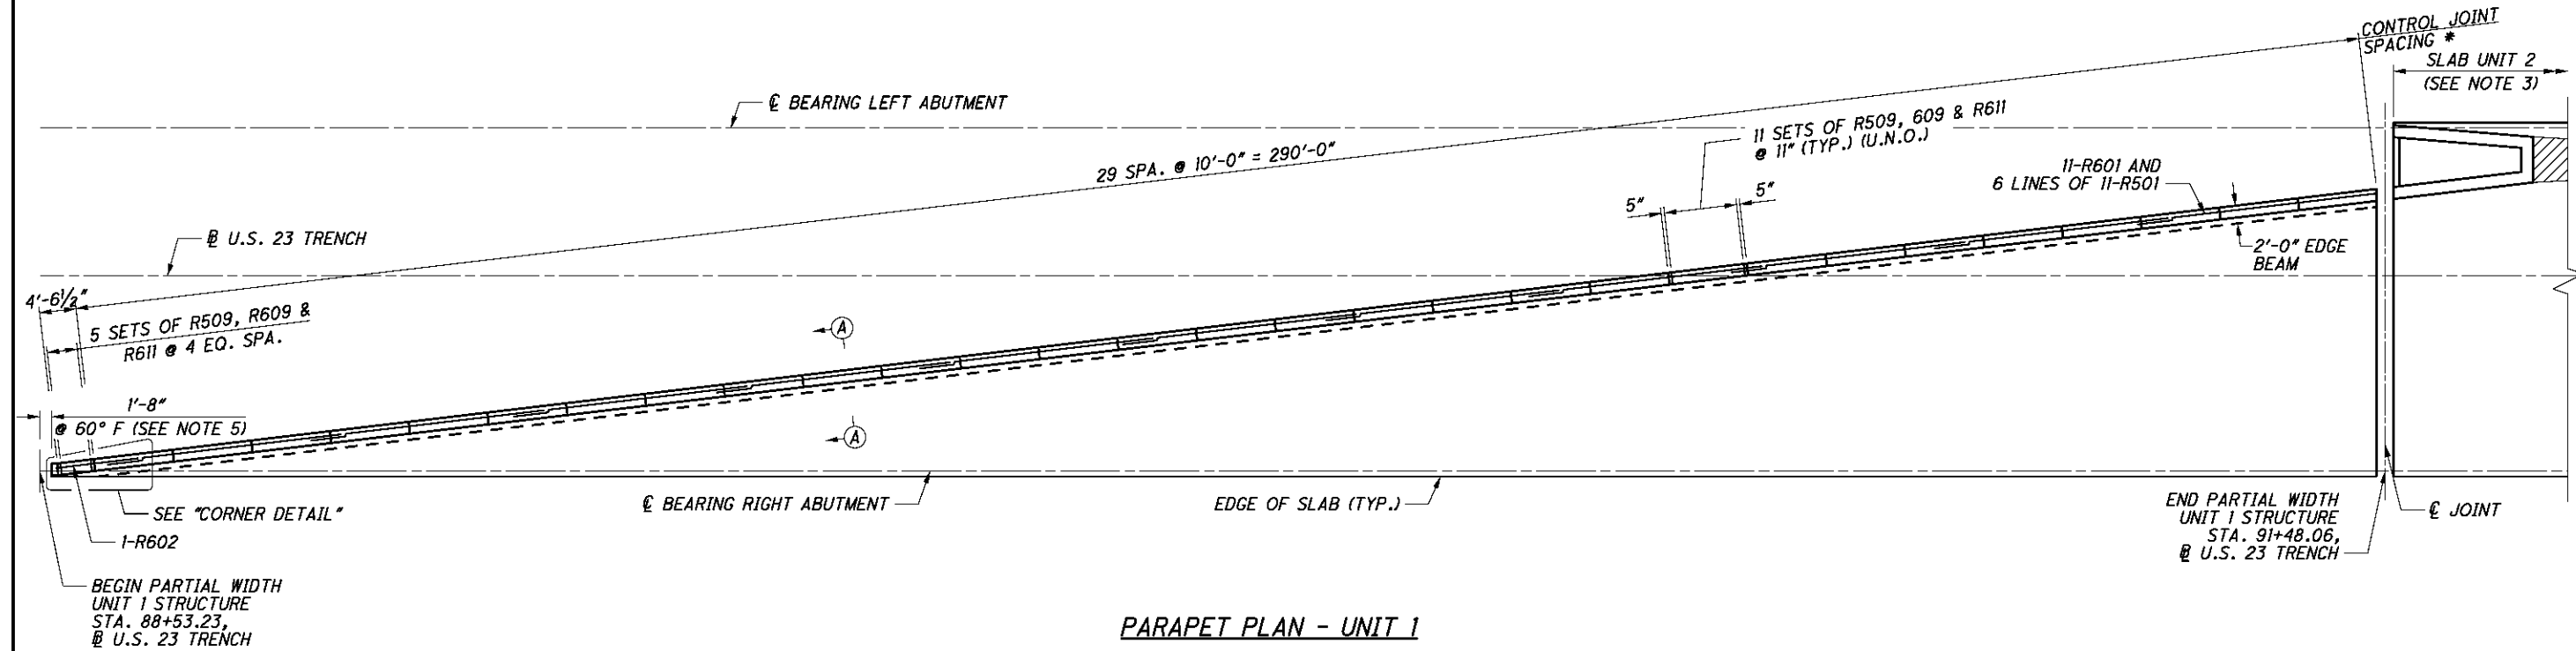 CONTROL JOINT
SPACING *
SLAB UNIT 2
(SEE NOTE 3)
℄ BEARING LEFT ABUTMENT
11 SETS OF R509, 609 & R611
@ 11" (TYP.) (U.N.O.)
29 SPA. @ 10'-0" = 290'-0"
11-R601 AND
6 LINES OF 11-R501
5"
5"
℔ U.S. 23 TRENCH
2'-0" EDGE
BEAM
4'-6½"
5 SETS OF R509, R609 &
R611 @ 4 EQ. SPA.
A
1'-8"
@ 60° F (SEE NOTE 5)
A
SEE "CORNER DETAIL"
1-R602
℄ BEARING RIGHT ABUTMENT
EDGE OF SLAB (TYP.)
END PARTIAL WIDTH
UNIT 1 STRUCTURE
STA. 91+48.06,
℔ U.S. 23 TRENCH
℄ JOINT
BEGIN PARTIAL WIDTH
UNIT 1 STRUCTURE
STA. 88+53.23,
℔ U.S. 23 TRENCH
PARAPET PLAN - UNIT 1